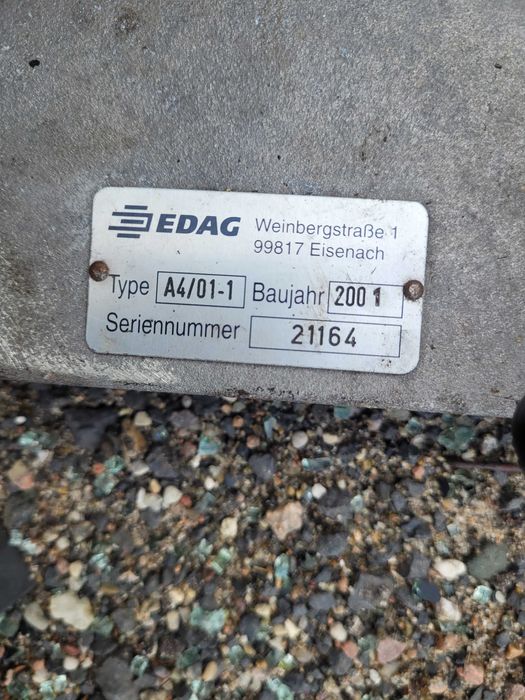 EDAG Weinbergstraße 1
99817 Eisenach
Type A4/01-1 Baujahr 2001
Seriennummer 21164